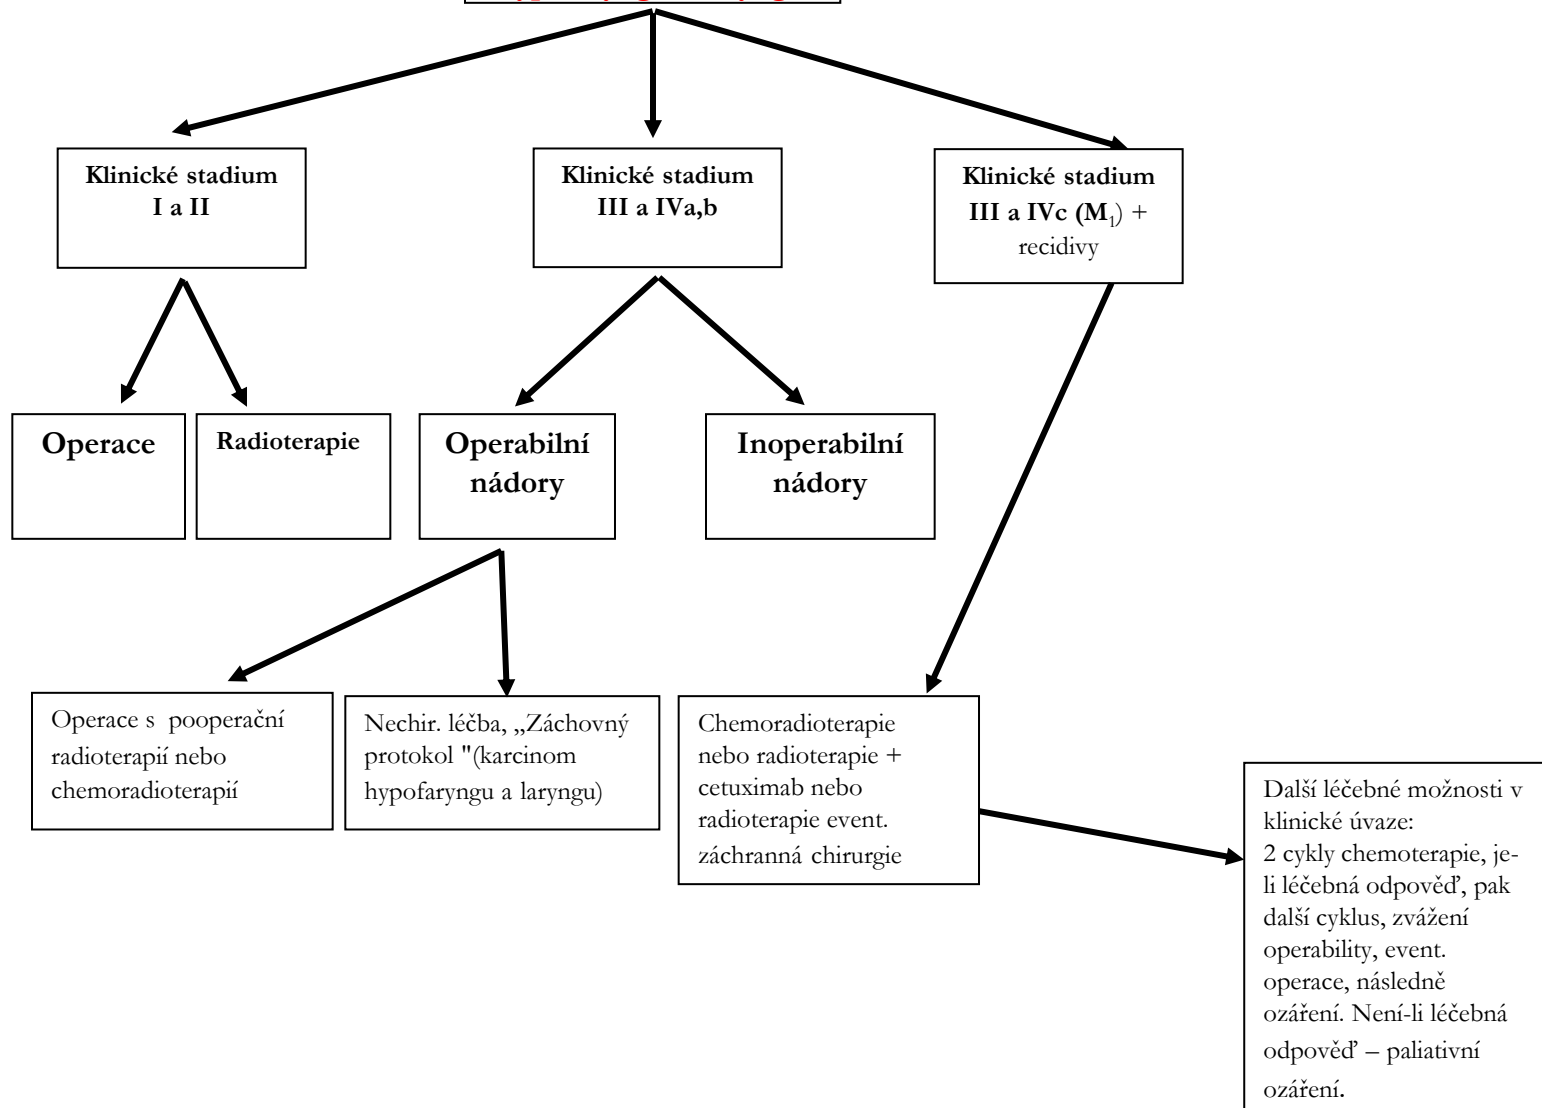 Klinické stadium
I a II
Klinické stadium
III a IVa,b
Klinické stadium
III a IVc (M1) +
recidivy
Operace
Radioterapie
Operabilní
nádory
Inoperabilní
nádory
Operace s pooperační
radioterapií nebo
chemoradioterapií
Nechir. léčba, „Záchovný
protokol "(karcinom
hypofaryngu a laryngu)
Chemoradioterapie
nebo radioterapie +
cetuximab nebo
radioterapie event.
záchranná chirurgie
Další léčebné možnosti v
klinické úvaze:
2 cykly chemoterapie, je-
li léčebná odpověď, pak
další cyklus, zvážení
operability, event.
operace, následně
ozáření. Není-li léčebná
odpověď – paliativní
ozáření.